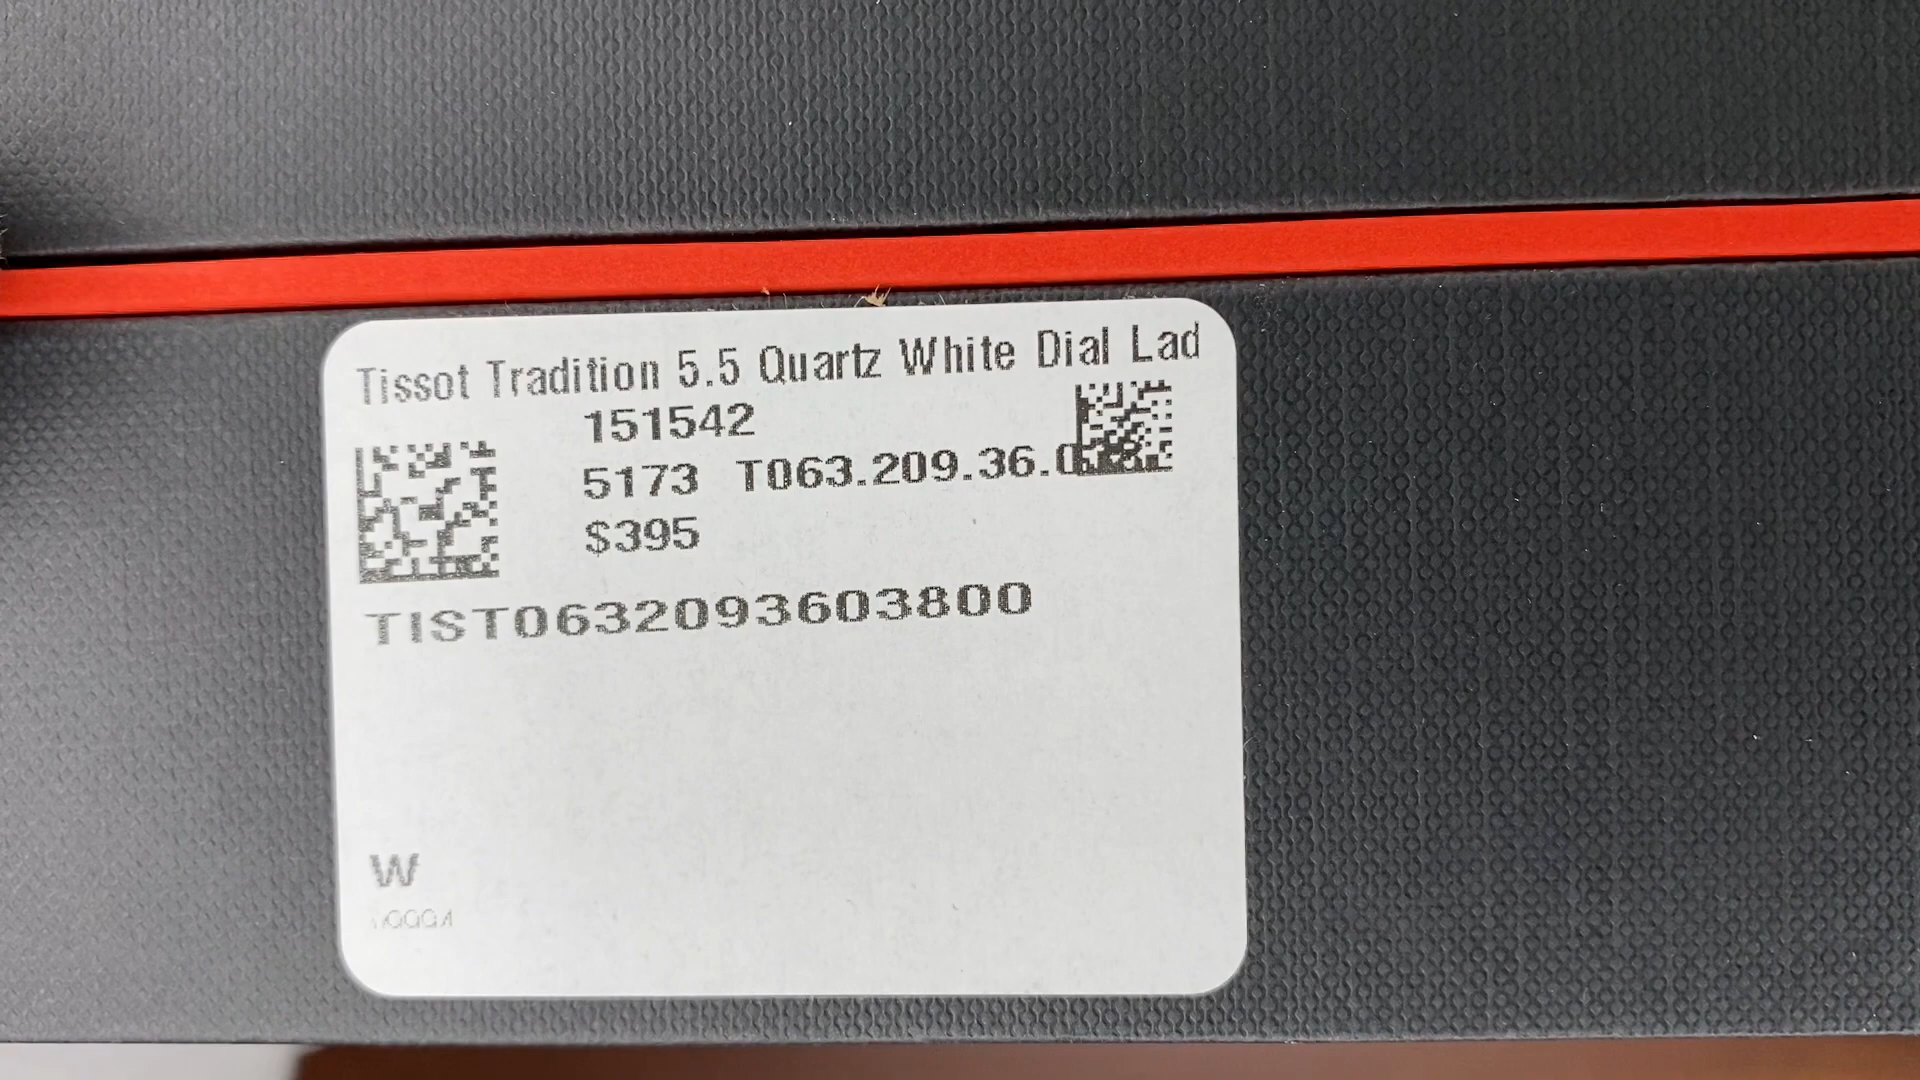 Tissot Tradition 5.5 Quartz White Dial Lad
151542
5173 T063.209.36.0
$395
TIST0632093603800
W